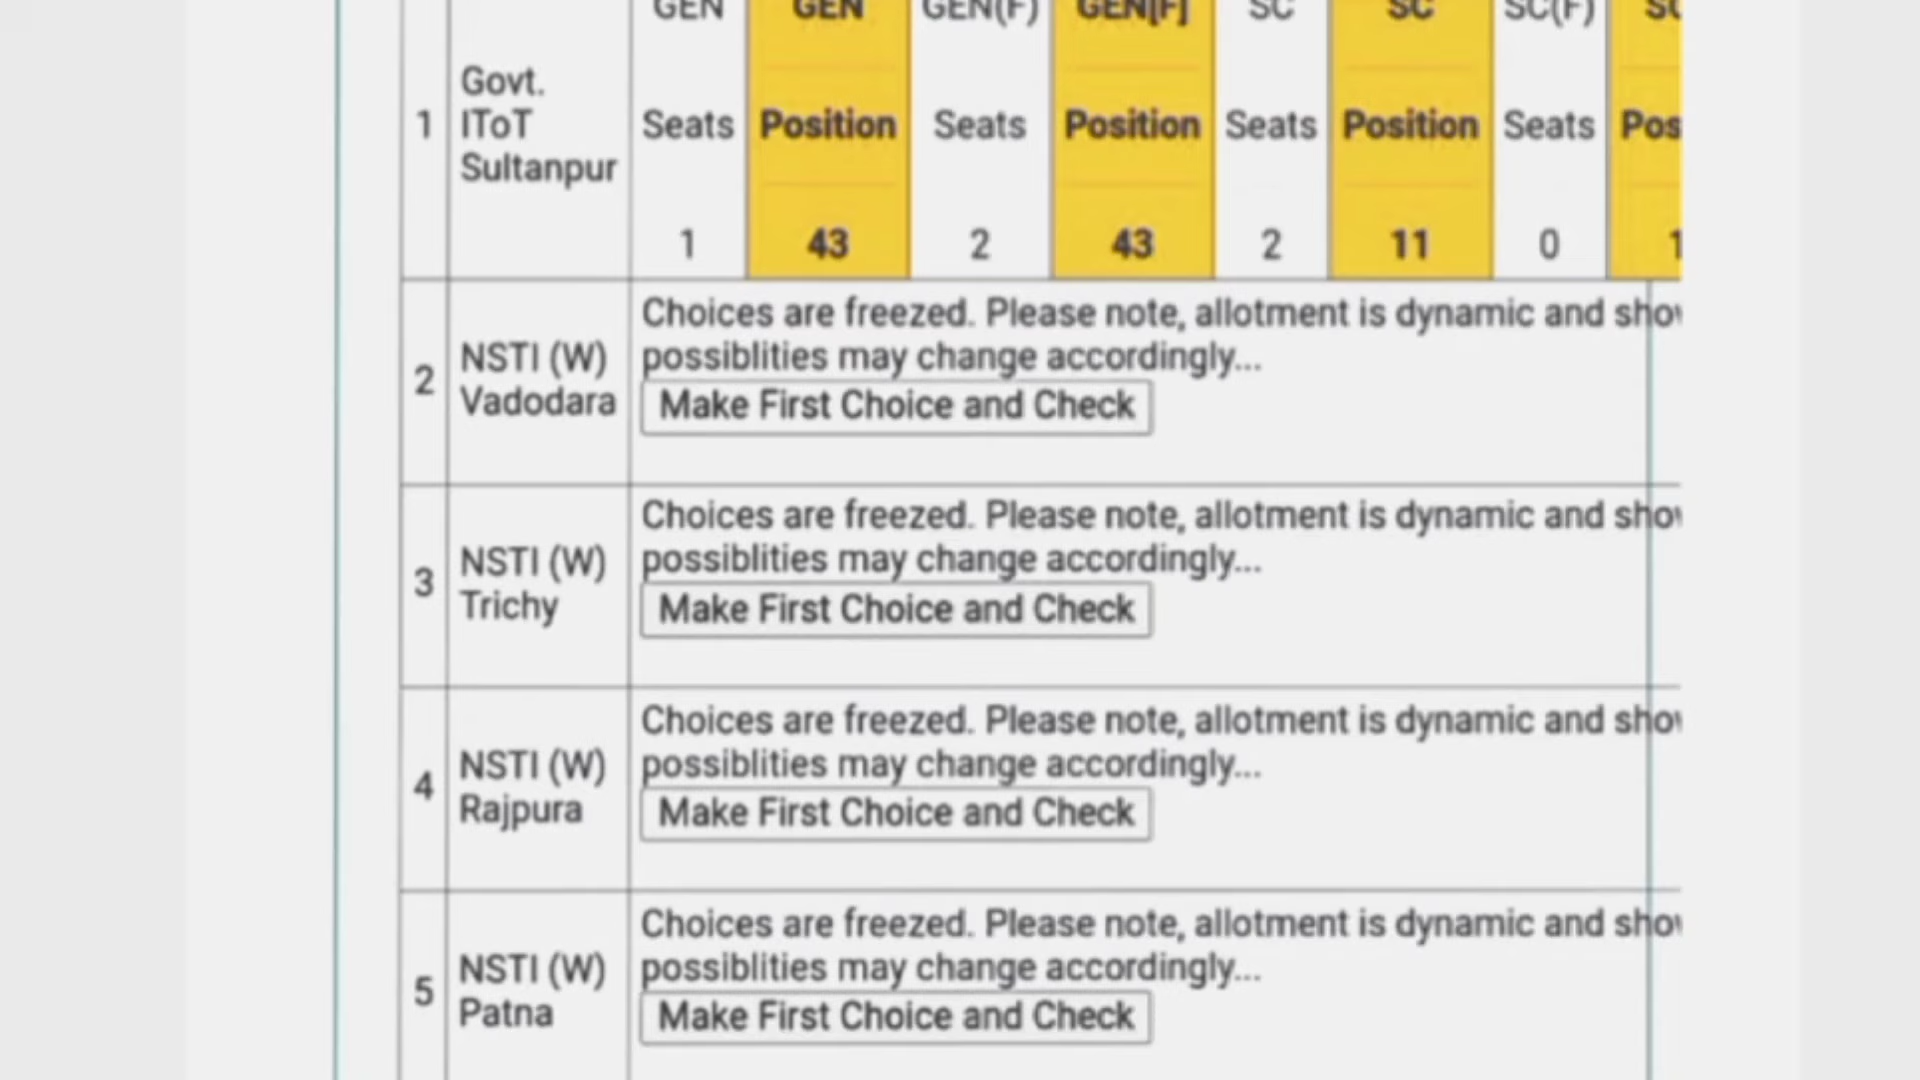 GEN GEN GEN(F) GEN[F] SC SC SC(F)
1 Govt. IToT Sultanpur Seats Position Seats Position Seats Position Seats Pos
1 43 2 43 2 11 0 1
2 NSTI (W) Vadodara
Choices are freezed. Please note, allotment is dynamic and
possiblities may change accordingly...
Make First Choice and Check
3 NSTI (W) Trichy
Choices are freezed. Please note, allotment is dynamic and
possiblities may change accordingly...
Make First Choice and Check
4 NSTI (W) Rajpura
Choices are freezed. Please note, allotment is dynamic and
possiblities may change accordingly...
Make First Choice and Check
5 NSTI (W) Patna
Choices are freezed. Please note, allotment is dynamic and
possiblities may change accordingly...
Make First Choice and Check